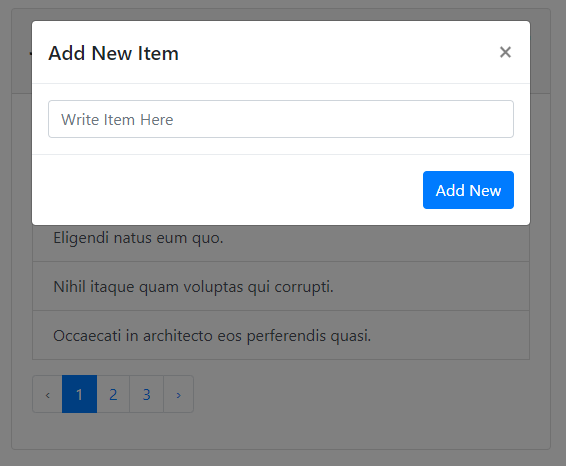 Add New Item ×
Write Item Here
Add New
Eligendi natus eum quo.
Nihil itaque quam voluptas qui corrupti.
Occaecati in architecto eos perferendis quasi.
‹ 1 2 3 ›